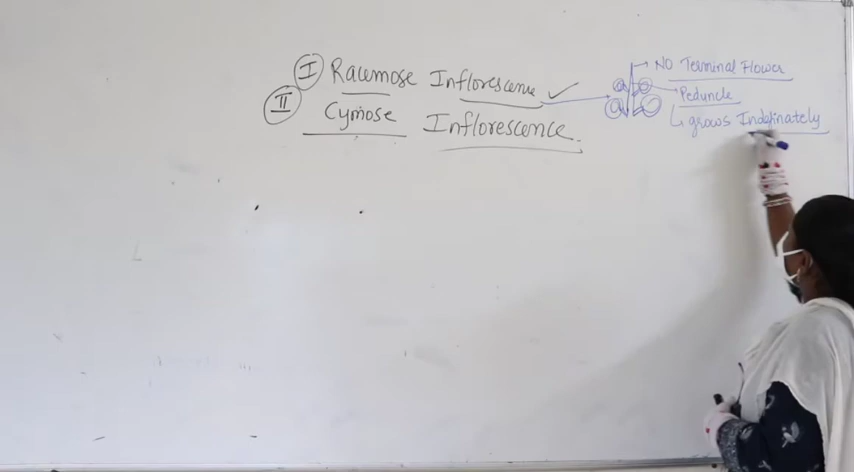 I Racemose Inflorescence
II Cymose Inflorescence.
No Terminal Flower
Peduncle
grows Indefinately